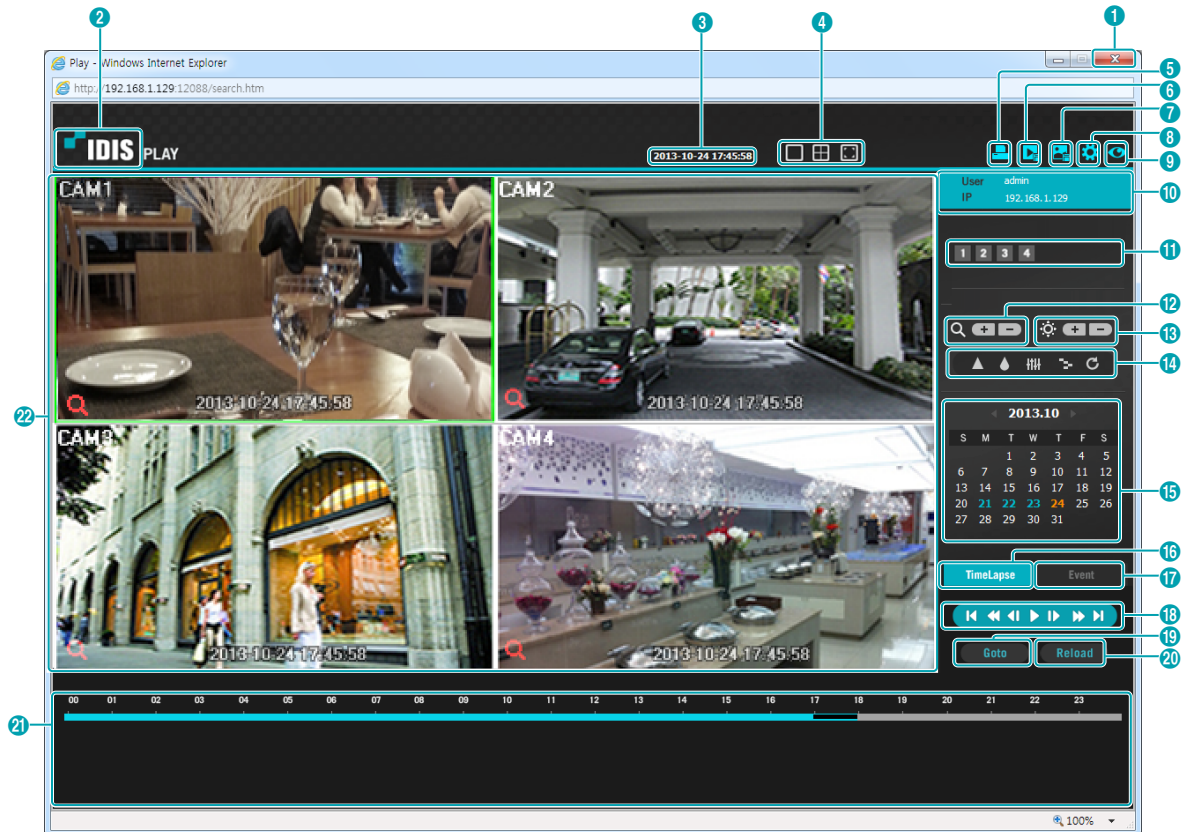 2
3
4
1
Play - Windows Internet Explorer
5
http://192.168.1.129:12088/search.htm
6
7
8
IDIS PLAY
2013-10-24 17:45:58
9
User admin
IP 192.168.1.129
10
CAM1
CAM2
1 2 3 4
11
12
13
14
2013-10-24 17:45:58
2013-10-24 17:45:58
22
CAM3
CAM4
2013.10
S M T W T F S
1 2 3 4 5
6 7 8 9 10 11 12
13 14 15 16 17 18 19
20 21 22 23 24 25 26
27 28 29 30 31
15
16
TimeLapse
Event
17
18
2013-10-24 17:45:58
2013-10-24 17:45:58
19
Goto
Reload
20
21
00 01 02 03 04 05 06 07 08 09 10 11 12 13 14 15 16 17 18 19 20 21 22 23
100%